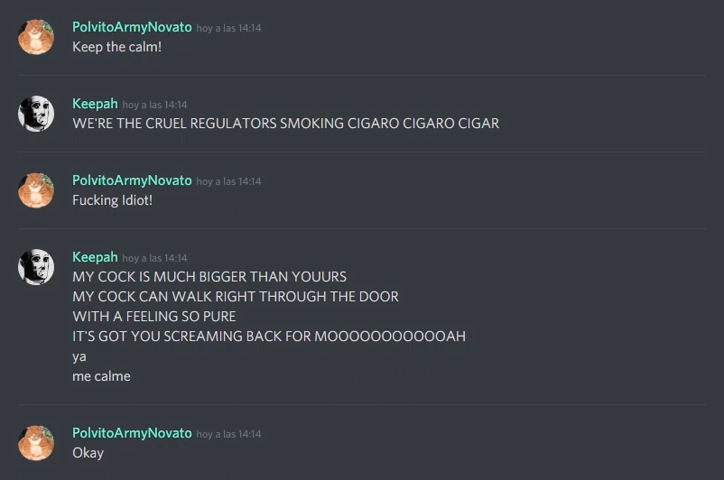 PolvitoArmyNovato hoy a las 14:14
Keep the calm!
Keepah hoy a las 14:14
WE'RE THE CRUEL REGULATORS SMOKING CIGARO CIGARO CIGAR
PolvitoArmyNovato hoy a las 14:14
Fucking Idiot!
Keepah hoy a las 14:14
MY COCK IS MUCH BIGGER THAN YOUURS
MY COCK CAN WALK RIGHT THROUGH THE DOOR
WITH A FEELING SO PURE
IT'S GOT YOU SCREAMING BACK FOR MOOOOOOOOOOOAH
ya
me calme
PolvitoArmyNovato hoy a las 14:14
Okay